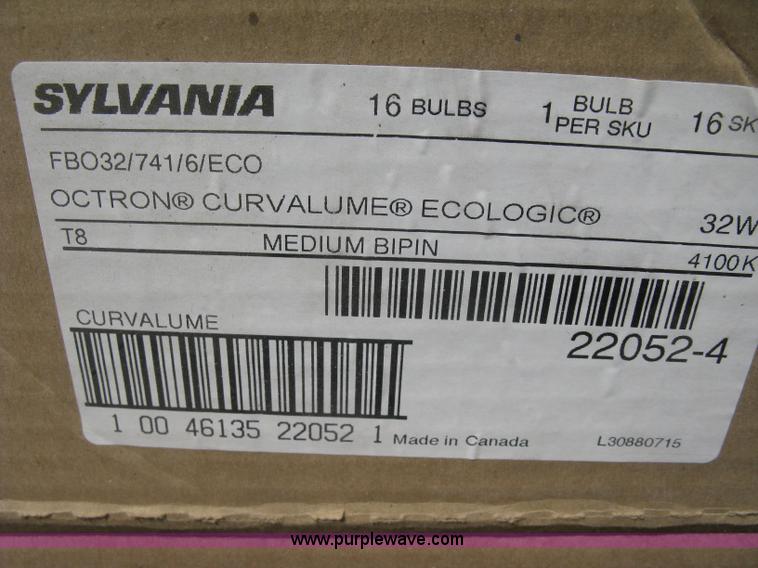 SYLVANIA 16 BULBS 1 BULB PER SKU 16 SK
FBO32/741/6/ECO
OCTRON® CURVALUME® ECOLOGIC® 32W
T8 MEDIUM BIPIN 4100K
CURVALUME
22052-4
1 00 46135 22052 1 Made in Canada L30880715
www.purplewave.com